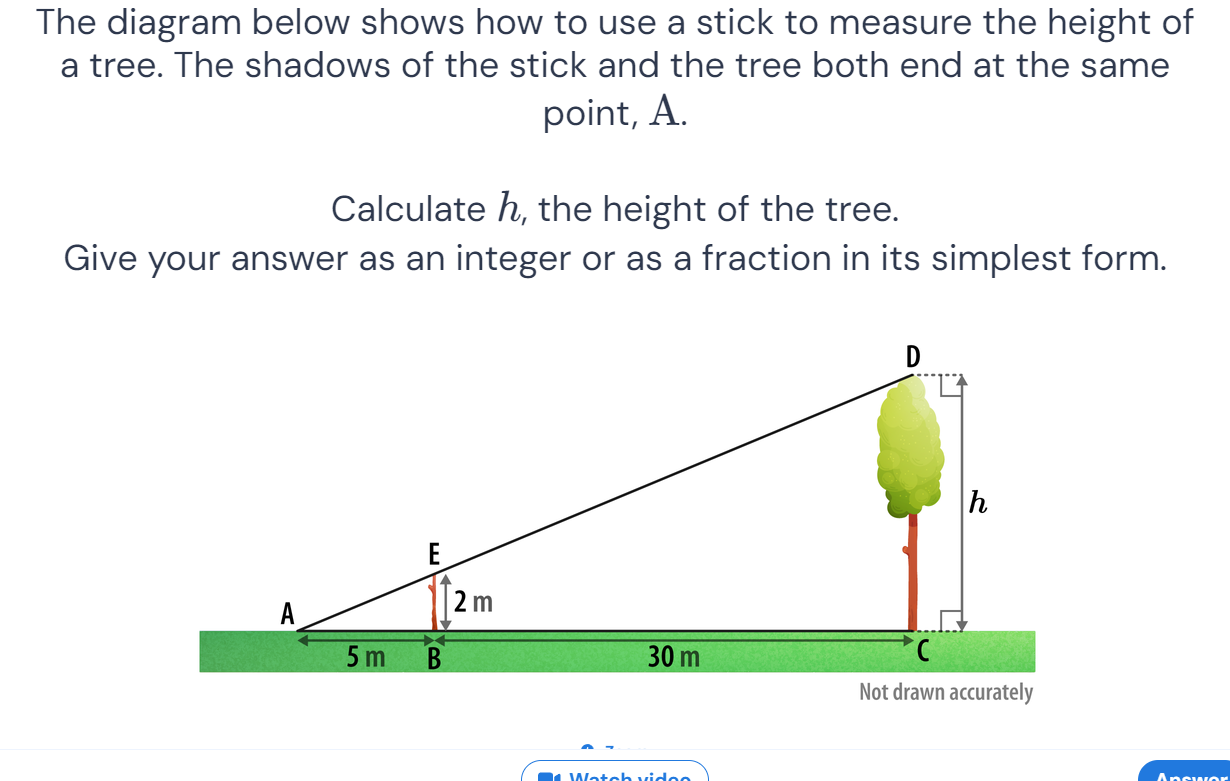 The diagram below shows how to use a stick to measure the height of
a tree. The shadows of the stick and the tree both end at the same
point, A.
Calculate h, the height of the tree.
Give your answer as an integer or as a fraction in its simplest form.
D
h
E
2 m
A
5 m
B
30 m
C
Not drawn accurately
Watch video
Answer